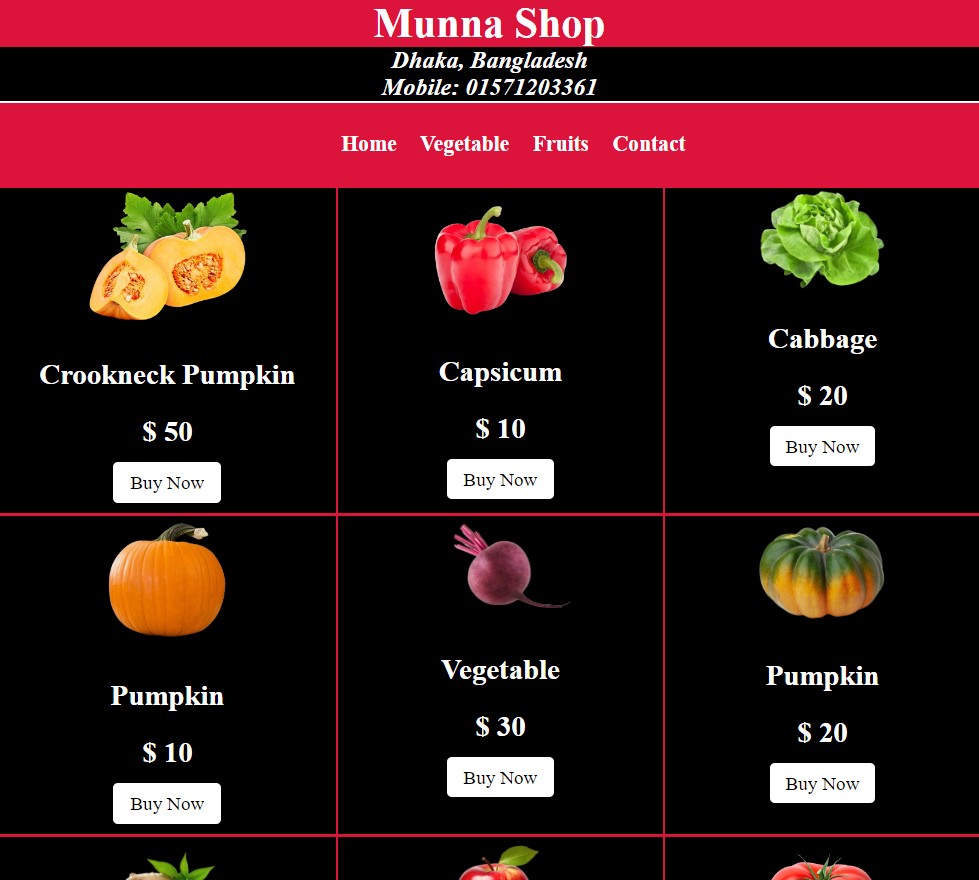 Munna Shop
Dhaka, Bangladesh
Mobile: 01571203361
Home Vegetable Fruits Contact
Crookneck Pumpkin
$ 50
Buy Now
Capsicum
$ 10
Buy Now
Cabbage
$ 20
Buy Now
Pumpkin
$ 10
Buy Now
Vegetable
$ 30
Buy Now
Pumpkin
$ 20
Buy Now